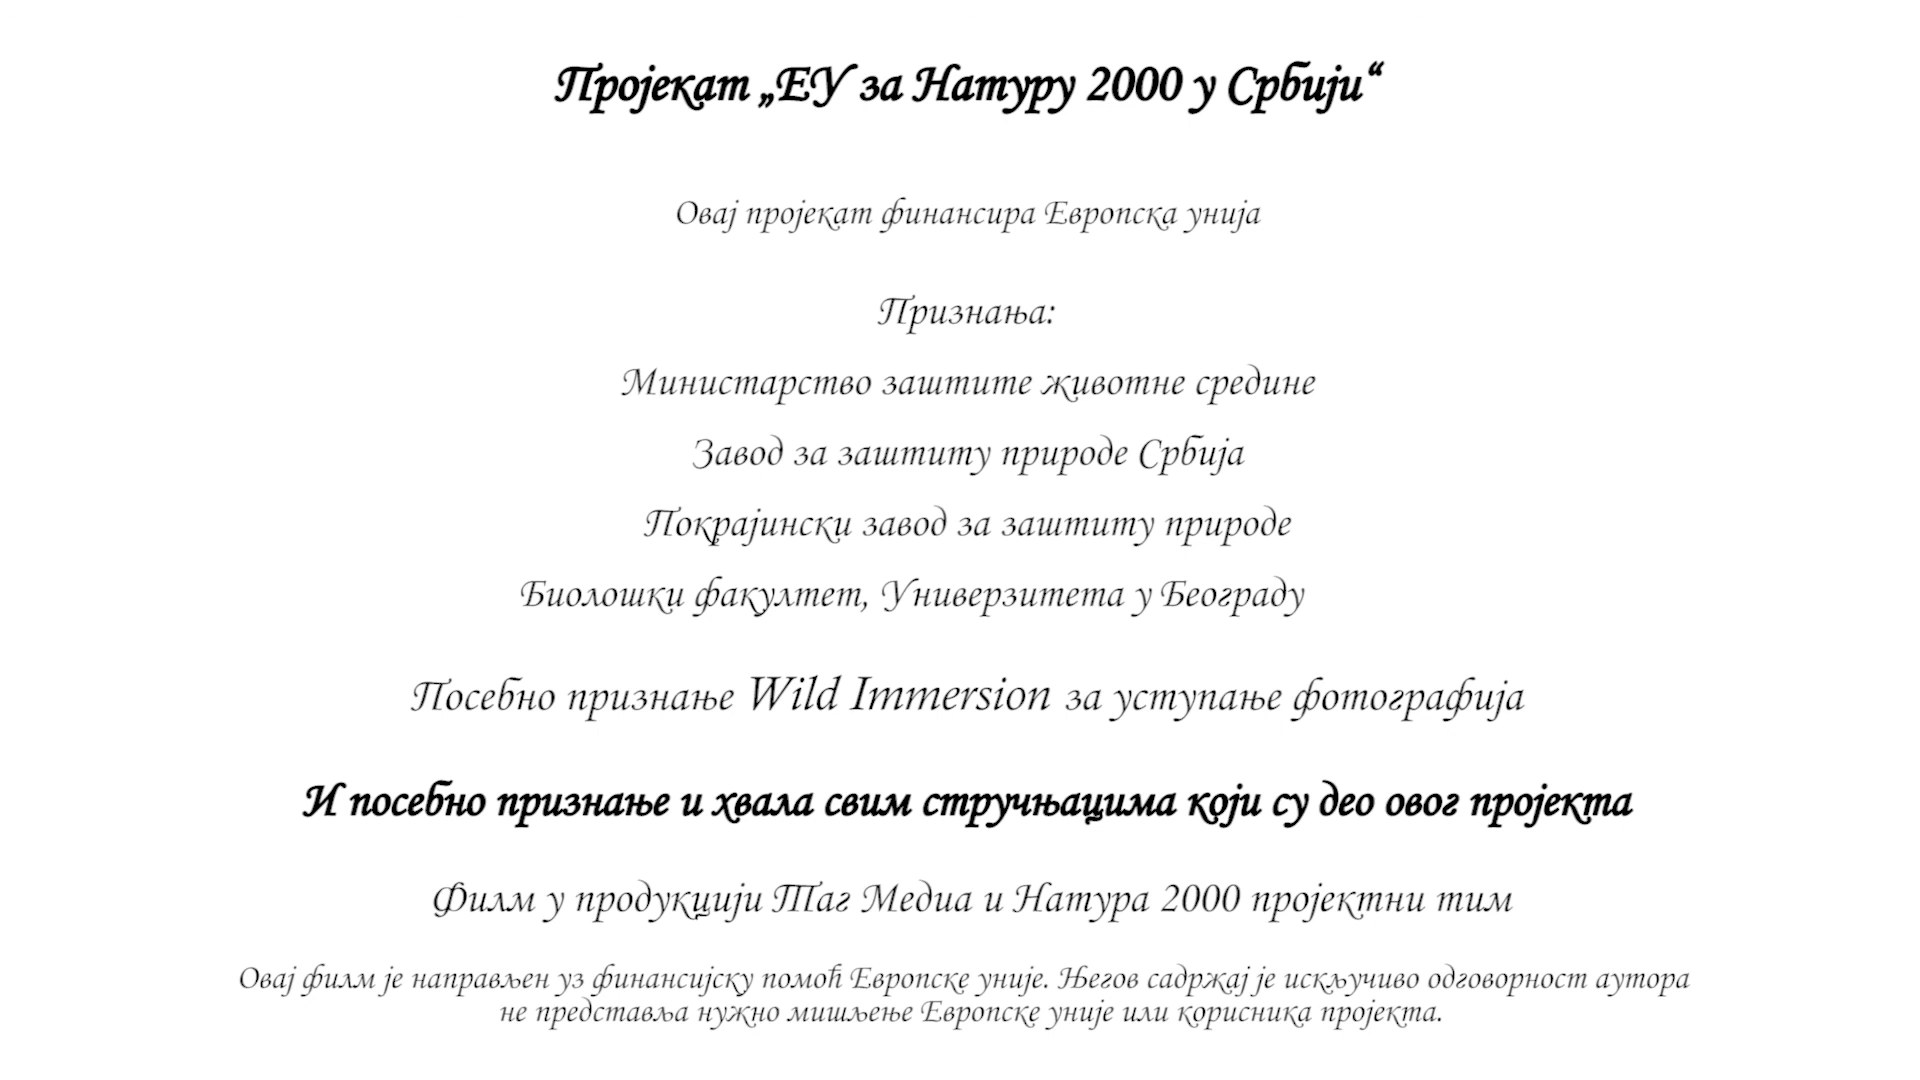 Пројекат „ЕУ за Натуру 2000 у Србији“
Овај пројекат финансира Европска унија
Признања:
Министарство заштите животне средине
Завод за заштиту природе Србија
Покрајински завод за заштиту природе
Биолошки факултет, Универзитета у Београду
Посебно признање Wild Immersion за уступање фотографија
И посебно признање и хвала свим стручњацима који су део овог пројекта
Филм у продукцији Таг Медиа и Натура 2000 пројектни тим
Овај филм је направљен уз финансијску помоћ Европске уније. Његов садржај је искључиво одговорност аутора
не представља нужно мишљење Европске уније или корисника пројекта.